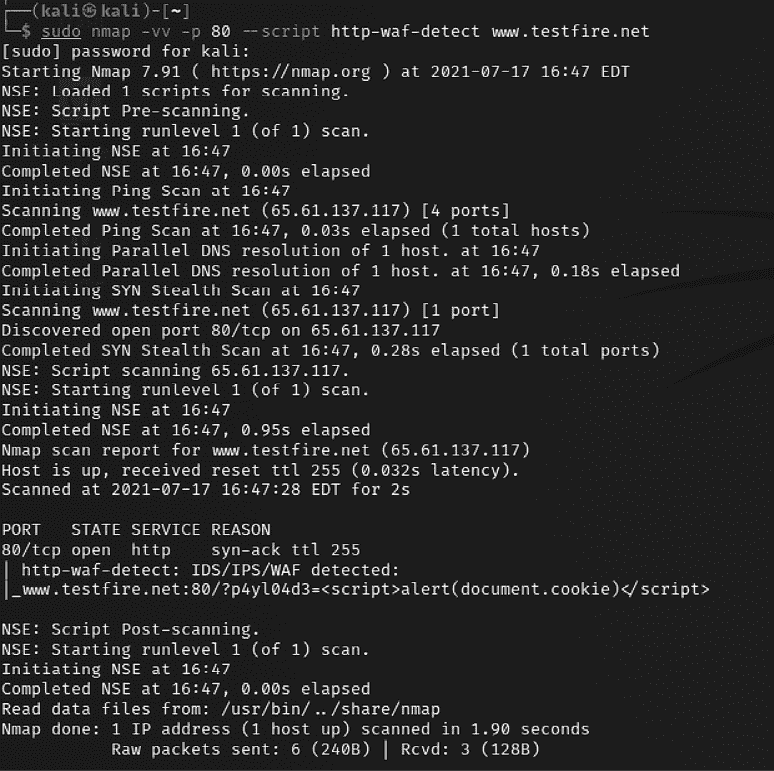 ┌──(kali㉿kali)-[~]
└─$ sudo nmap -vv -p 80 --script http-waf-detect www.testfire.net
[sudo] password for kali:
Starting Nmap 7.91 ( https://nmap.org ) at 2021-07-17 16:47 EDT
NSE: Loaded 1 scripts for scanning.
NSE: Script Pre-scanning.
NSE: Starting runlevel 1 (of 1) scan.
Initiating NSE at 16:47
Completed NSE at 16:47, 0.00s elapsed
Initiating Ping Scan at 16:47
Scanning www.testfire.net (65.61.137.117) [4 ports]
Completed Ping Scan at 16:47, 0.03s elapsed (1 total hosts)
Initiating Parallel DNS resolution of 1 host. at 16:47
Completed Parallel DNS resolution of 1 host. at 16:47, 0.18s elapsed
Initiating SYN Stealth Scan at 16:47
Scanning www.testfire.net (65.61.137.117) [1 port]
Discovered open port 80/tcp on 65.61.137.117
Completed SYN Stealth Scan at 16:47, 0.28s elapsed (1 total ports)
NSE: Script scanning 65.61.137.117.
NSE: Starting runlevel 1 (of 1) scan.
Initiating NSE at 16:47
Completed NSE at 16:47, 0.95s elapsed
Nmap scan report for www.testfire.net (65.61.137.117)
Host is up, received reset ttl 255 (0.032s latency).
Scanned at 2021-07-17 16:47:28 EDT for 2s
PORT   STATE SERVICE REASON
80/tcp open  http    syn-ack ttl 255
| http-waf-detect: IDS/IPS/WAF detected:
|_www.testfire.net:80/?p4yl04d3=<script>alert(document.cookie)</script>
NSE: Script Post-scanning.
NSE: Starting runlevel 1 (of 1) scan.
Initiating NSE at 16:47
Completed NSE at 16:47, 0.00s elapsed
Read data files from: /usr/bin/../share/nmap
Nmap done: 1 IP address (1 host up) scanned in 1.90 seconds
           Raw packets sent: 6 (240B) | Rcvd: 3 (128B)